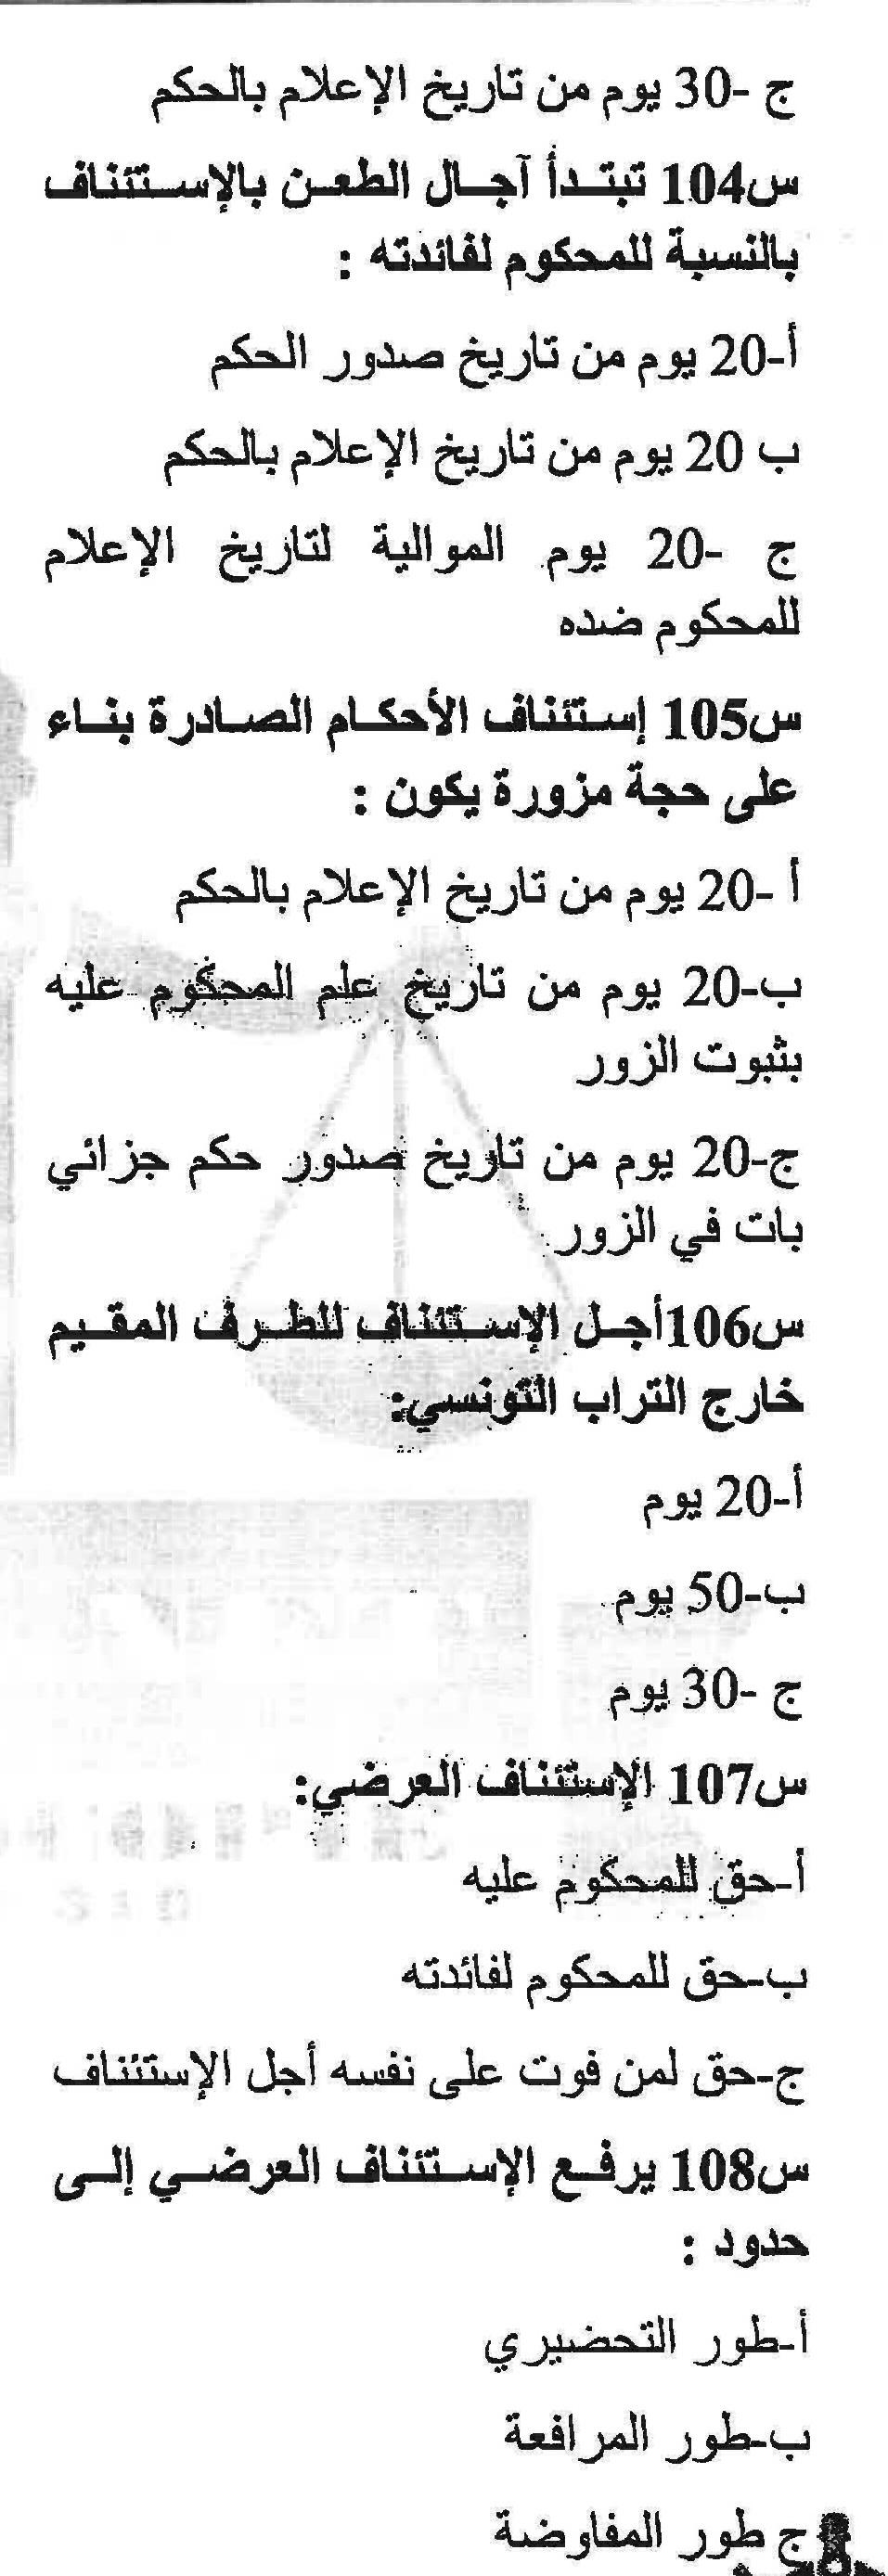 ج -30 يوم من تاريخ الإعلام بالحكم
س104 تبتدأ آجال الطعن بالإستئناف
بالنسبة للمحكوم لفائدته :
أ-20 يوم من تاريخ صدور الحكم
ب 20 يوم من تاريخ الإعلام بالحكم
ج -20 يوم الموالية لتاريخ الإعلام
للمحكوم ضده
س105 إستئناف الأحكام الصادرة بناء
على حجة مزورة يكون :
أ -20 يوم من تاريخ الإعلام بالحكم
ب-20 يوم من تاريخ علم المحكوم عليه
بثبوت الزور
ج-20 يوم من تاريخ صدور حكم جزائي
بات في الزور
س106أجل الإستئناف للطرف المقيم
خارج التراب التونسي:
أ-20 يوم
ب-50 يوم
ج -30 يوم
س107 الإستئناف العرضي:
أ-حق للمحكوم عليه
ب-حق للمحكوم لفائدته
ج-حق لمن فوت على نفسه أجل الإستئناف
س108 يرفع الإستئناف العرضي إلى
حدود :
أ-طور التحضيري
ب-طور المرافعة
ج طور المفاوضة